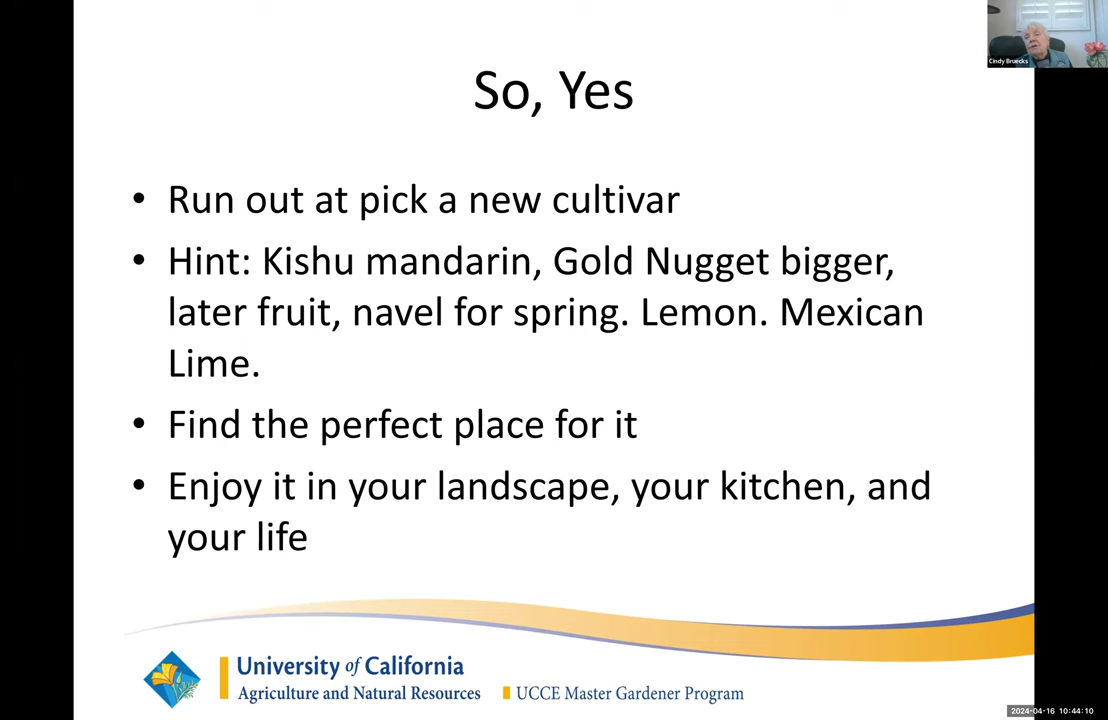 Cindy Bruecks
So, Yes
• Run out at pick a new cultivar
• Hint: Kishu mandarin, Gold Nugget bigger,
later fruit, navel for spring. Lemon. Mexican
Lime.
• Find the perfect place for it
• Enjoy it in your landscape, your kitchen, and
your life
University of California
Agriculture and Natural Resources
UCCE Master Gardener Program
2024-04-16 10:44:10